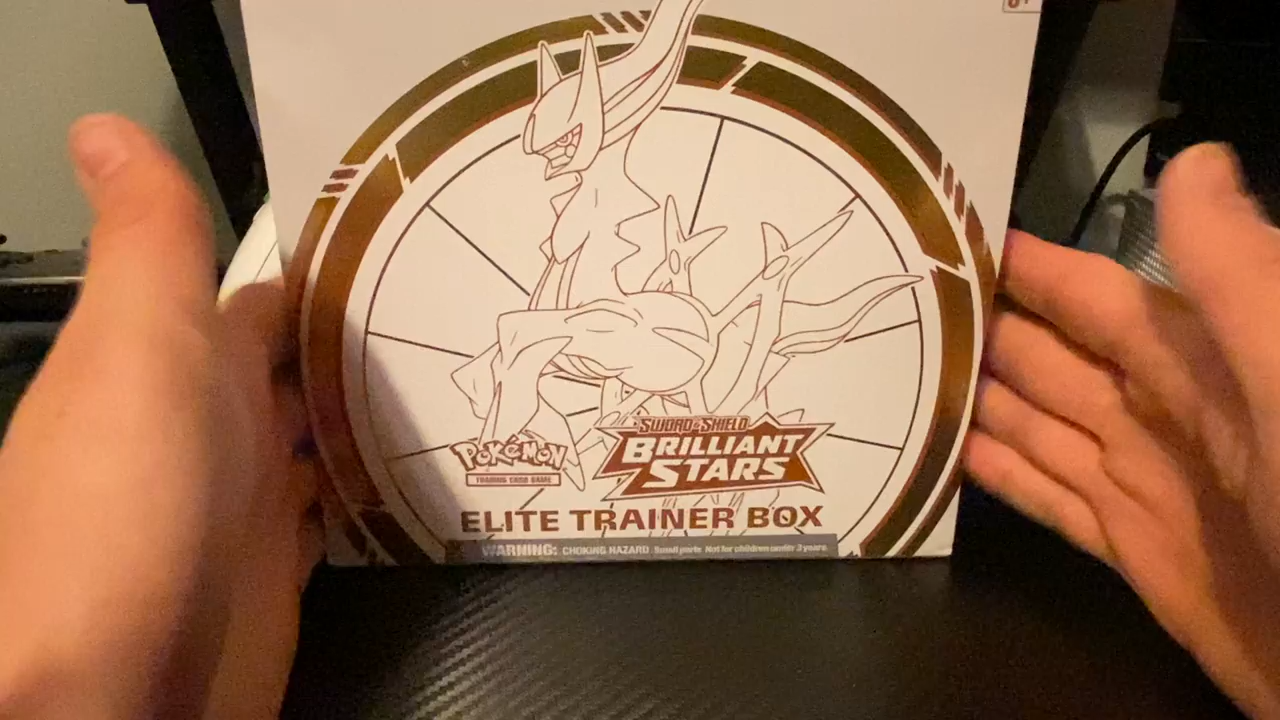 6+
Pokémon
TRADING CARD GAME
SWORD & SHIELD
BRILLIANT
STARS
ELITE TRAINER BOX
WARNING: CHOKING HAZARD. Small parts. Not for children under 3 years.